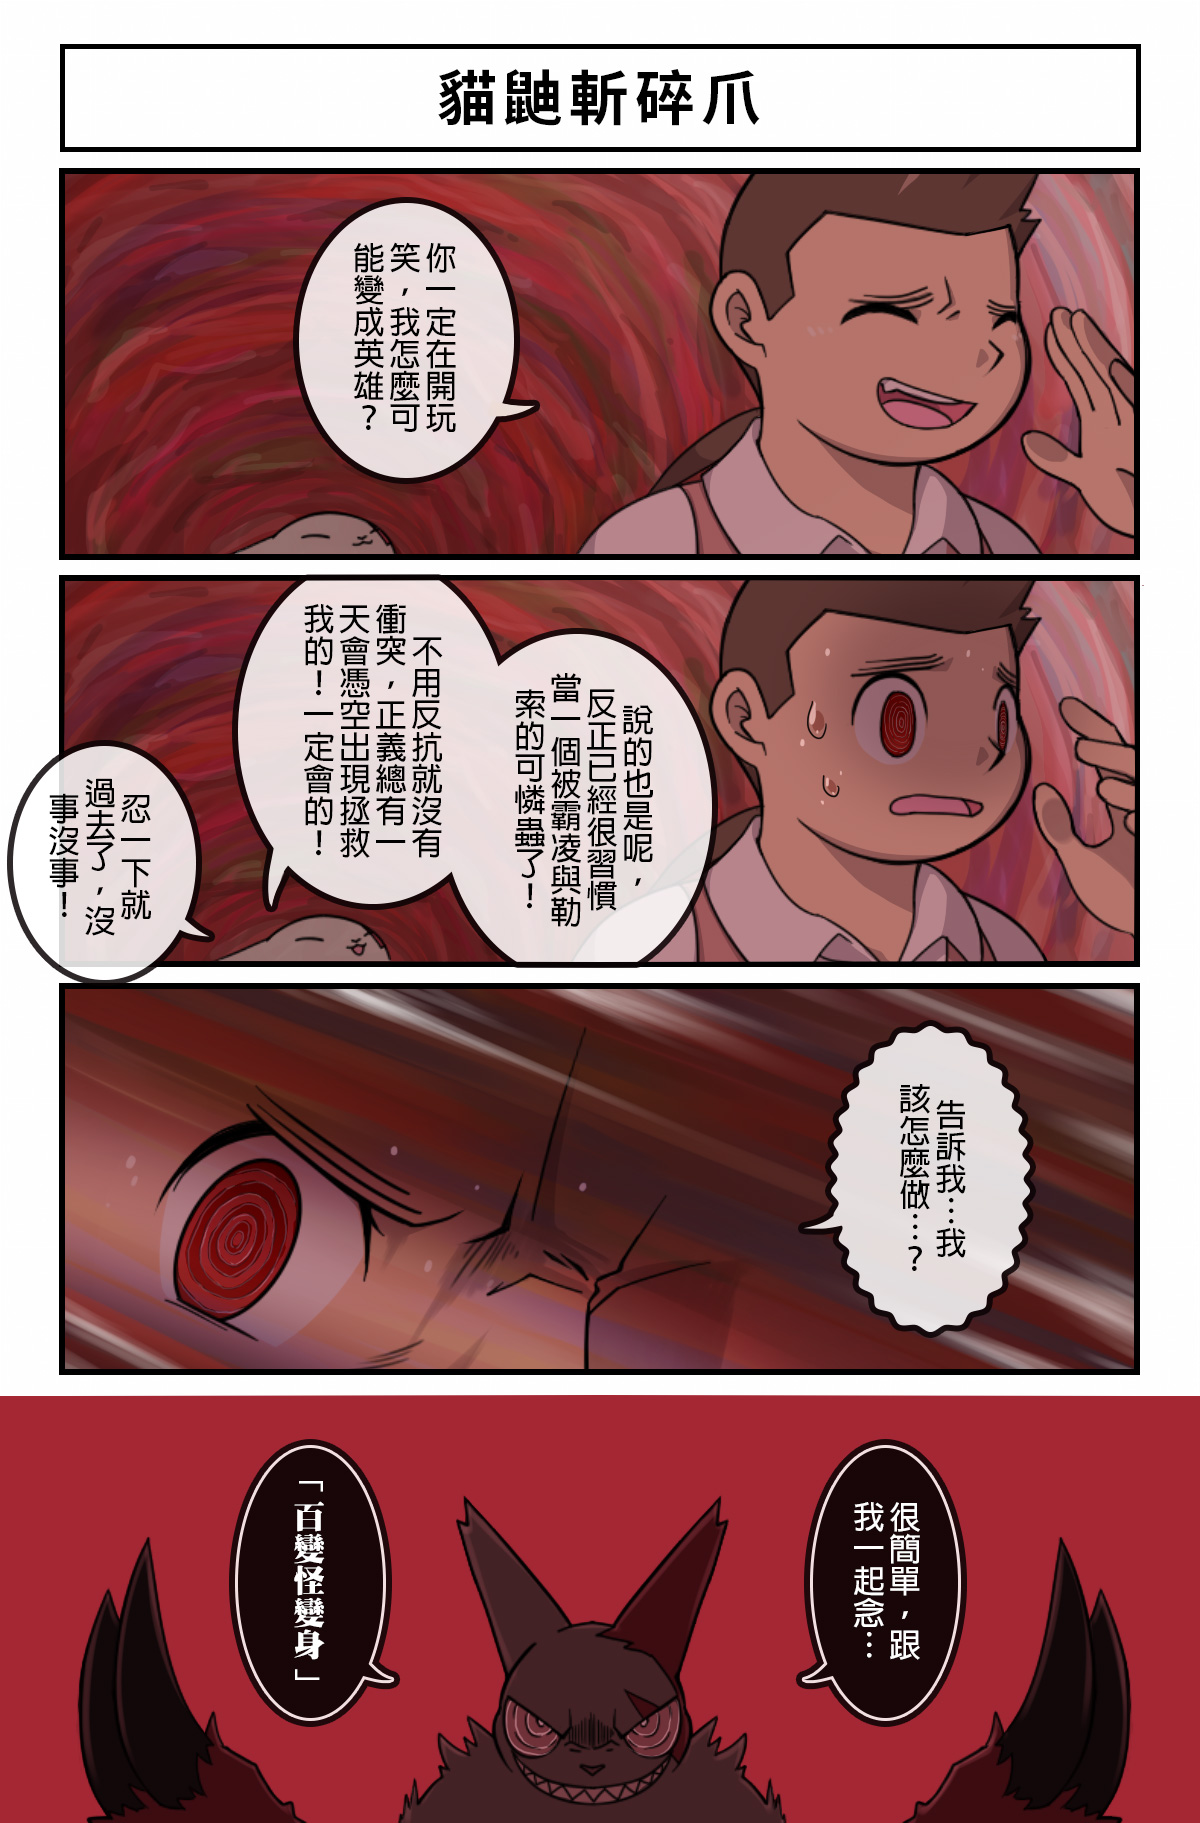 貓鼬斬碎爪
你一定在開玩
笑，我怎麼可
能變成英雄？
說的也是呢，
反正已經很習慣
當一個被霸凌與勒
索的可憐蟲了！
不用反抗就沒有
衝突，正義總有一
天會憑空出現拯救
我的！一定會的！
忍一下就
過去了，沒
事沒事！
告訴我…我
該怎麼做…？
很簡單，跟
我一起念…
「百變怪變身」